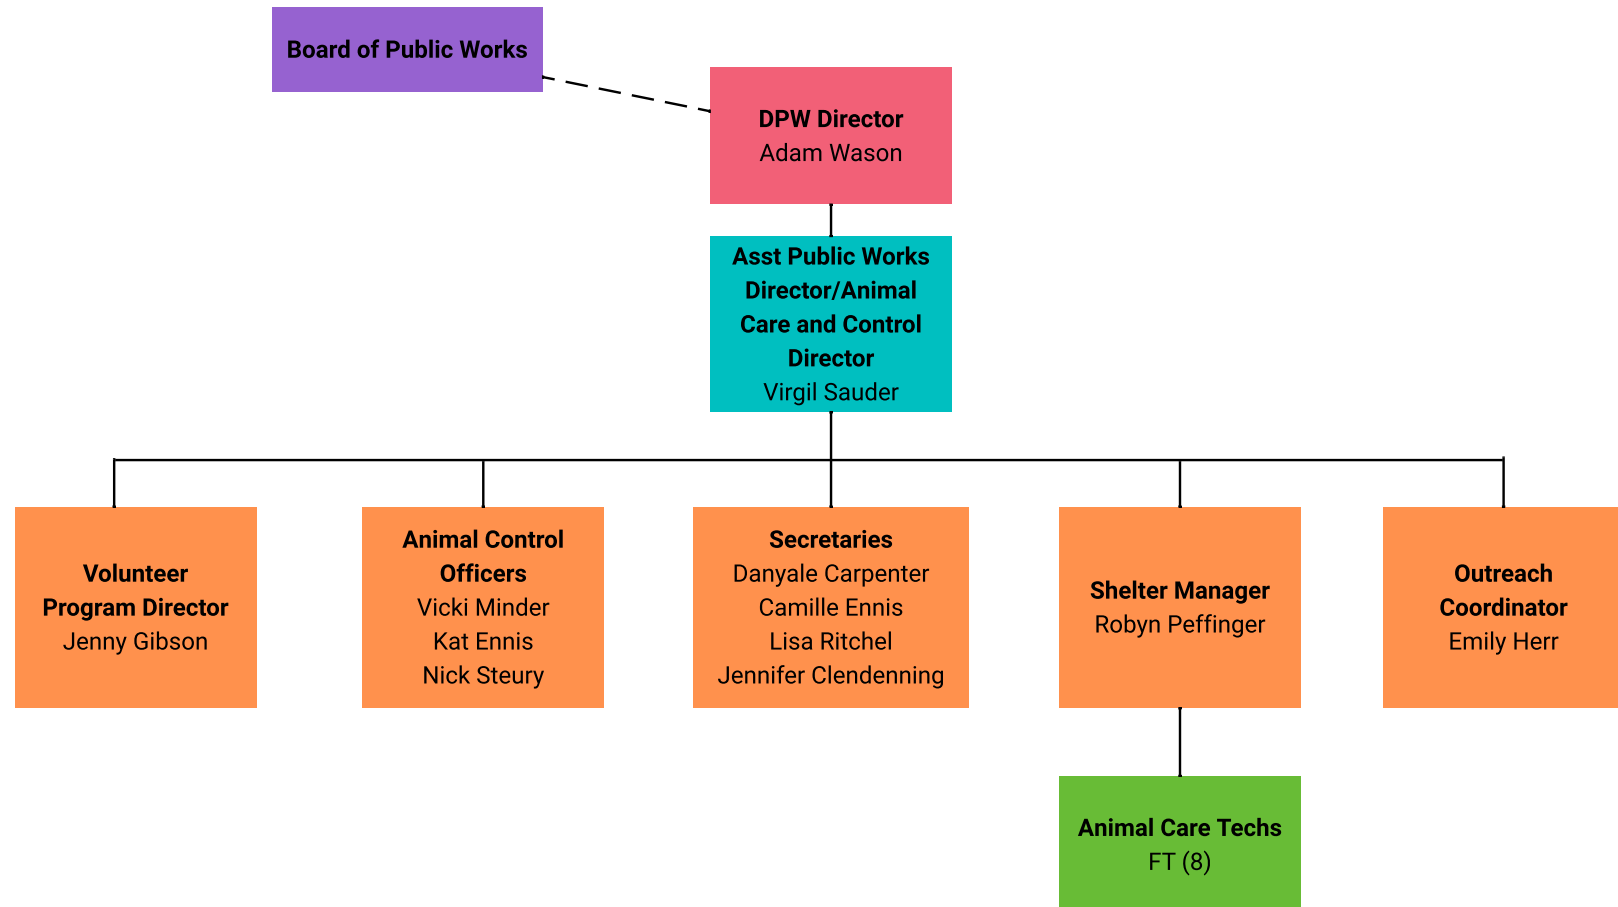 Board of Public Works
DPW Director
Adam Wason
Asst Public Works
Director/Animal
Care and Control
Director
Virgil Sauder
Volunteer
Program Director
Jenny Gibson
Animal Control
Officers
Vicki Minder
Kat Ennis
Nick Steury
Secretaries
Danyale Carpenter
Camille Ennis
Lisa Ritchel
Jennifer Clendenning
Shelter Manager
Robyn Peffinger
Outreach
Coordinator
Emily Herr
Animal Care Techs
FT (8)